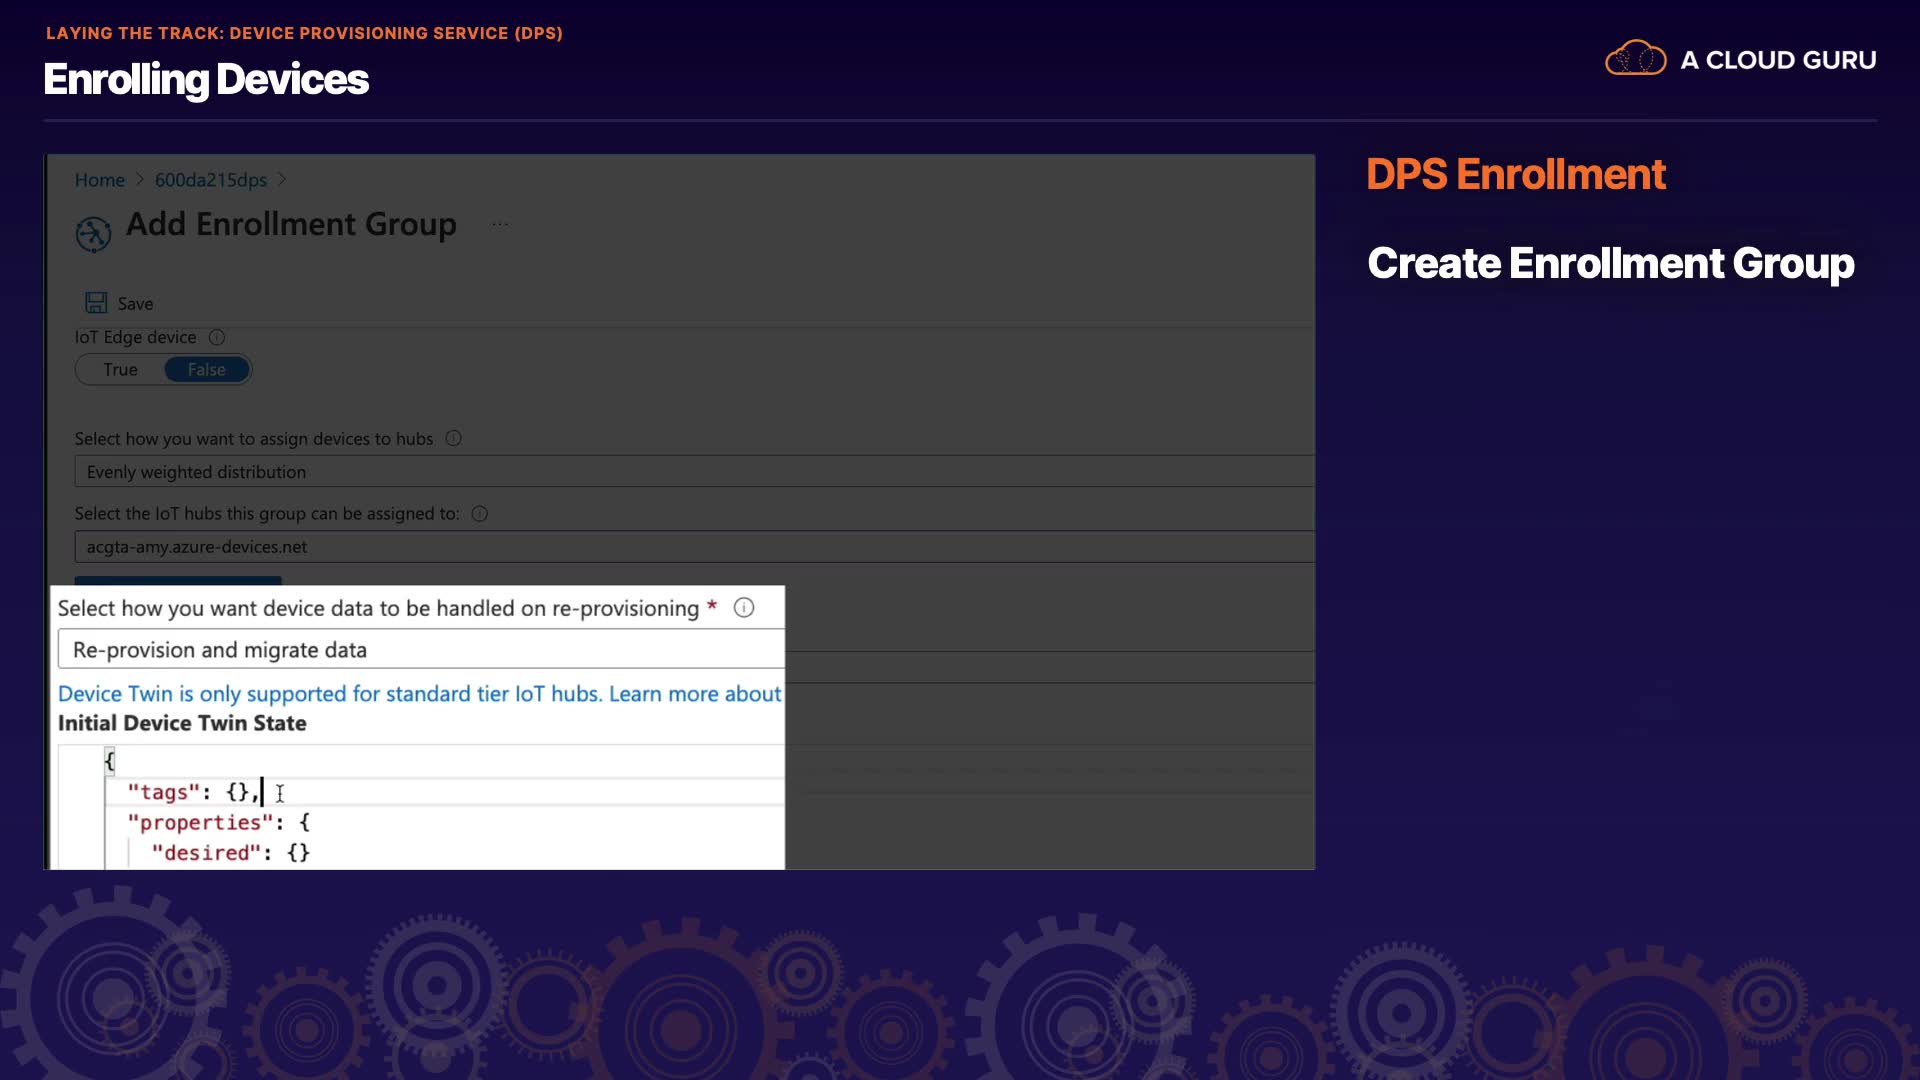 LAYING THE TRACK: DEVICE PROVISIONING SERVICE (DPS)
Enrolling Devices
A CLOUD GURU
Home > 600da215dps >
Add Enrollment Group ...
Save
IoT Edge device
True False
Select how you want to assign devices to hubs
Evenly weighted distribution
Select the IoT hubs this group can be assigned to:
acgta-amy.azure-devices.net
Select how you want device data to be handled on re-provisioning *
Re-provision and migrate data
Device Twin is only supported for standard tier IoT hubs. Learn more about
Initial Device Twin State
{
"tags": {},
"properties": {
"desired": {}
DPS Enrollment
Create Enrollment Group